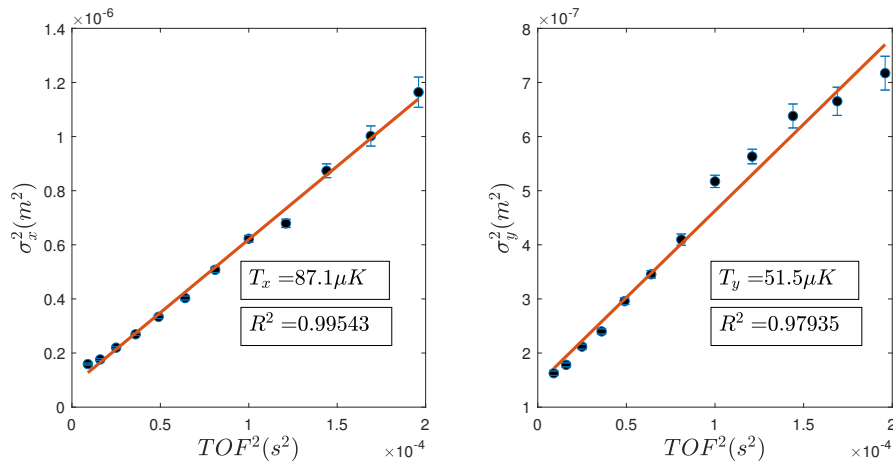 ×10⁻⁶
1.4
1.2
1
0.8
0.6
0.4
0.2
0
σ²ₓ(m²)
Tₓ =87.1μK
R² =0.99543
0 0.5 1 1.5 2
TOF²(s²)
×10⁻⁴
×10⁻⁷
8
7
6
5
4
3
2
1
σ²ᵧ(m²)
Tᵧ =51.5μK
R² =0.97935
0 0.5 1 1.5 2
TOF²(s²)
×10⁻⁴